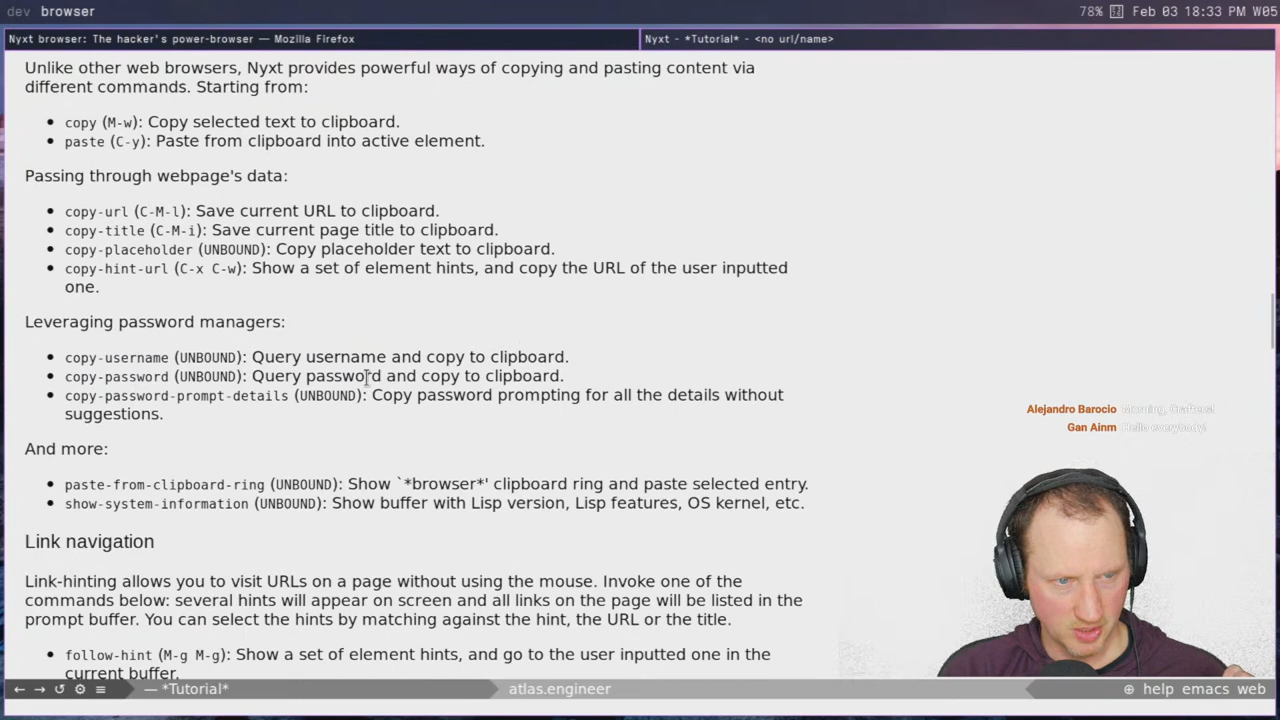 dev browser
78% Feb 03 18:33 PM W05
Nyxt browser: The hacker's power-browser — Mozilla Firefox
Nyxt - *Tutorial* - <no url/name>
Unlike other web browsers, Nyxt provides powerful ways of copying and pasting content via
different commands. Starting from:
• copy (M-w): Copy selected text to clipboard.
• paste (C-y): Paste from clipboard into active element.
Passing through webpage's data:
• copy-url (C-M-l): Save current URL to clipboard.
• copy-title (C-M-i): Save current page title to clipboard.
• copy-placeholder (UNBOUND): Copy placeholder text to clipboard.
• copy-hint-url (C-x C-w): Show a set of element hints, and copy the URL of the user inputted
one.
Leveraging password managers:
• copy-username (UNBOUND): Query username and copy to clipboard.
• copy-password (UNBOUND): Query password and copy to clipboard.
• copy-password-prompt-details (UNBOUND): Copy password prompting for all the details without
suggestions.
Alejandro Barocio Morning, Crafters!
Gan Ainm Hello everybody!
And more:
• paste-from-clipboard-ring (UNBOUND): Show `*browser*' clipboard ring and paste selected entry.
• show-system-information (UNBOUND): Show buffer with Lisp version, Lisp features, OS kernel, etc.
Link navigation
Link-hinting allows you to visit URLs on a page without using the mouse. Invoke one of the
commands below: several hints will appear on screen and all links on the page will be listed in the
prompt buffer. You can select the hints by matching against the hint, the URL or the title.
• follow-hint (M-g M-g): Show a set of element hints, and go to the user inputted one in the
current buffer.
— *Tutorial*
atlas.engineer
help emacs web